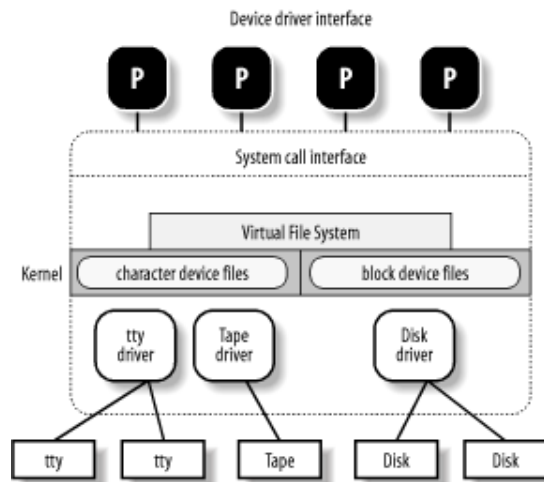 Device driver interface
P P P P
System call interface
Virtual File System
Kernel
character device files
block device files
tty
driver
Tape
driver
Disk
driver
tty
tty
Tape
Disk
Disk